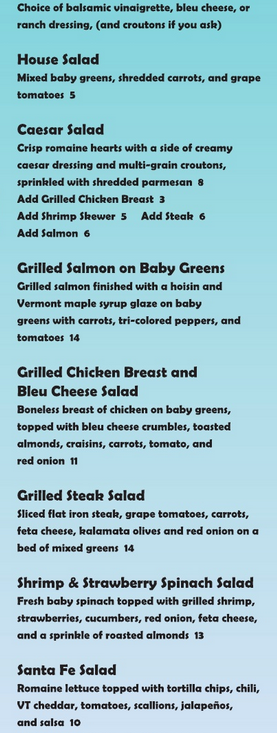 Choice of balsamic vinaigrette, bleu cheese, or
ranch dressing, (and croutons if you ask)
House Salad
Mixed baby greens, shredded carrots, and grape
tomatoes 5
Caesar Salad
Crisp romaine hearts with a side of creamy
caesar dressing and multi-grain croutons,
sprinkled with shredded parmesan 8
Add Grilled Chicken Breast 3
Add Shrimp Skewer 5 Add Steak 6
Add Salmon 6
Grilled Salmon on Baby Greens
Grilled salmon finished with a hoisin and
Vermont maple syrup glaze on baby
greens with carrots, tri-colored peppers, and
tomatoes 14
Grilled Chicken Breast and
Bleu Cheese Salad
Boneless breast of chicken on baby greens,
topped with bleu cheese crumbles, toasted
almonds, craisins, carrots, tomato, and
red onion 11
Grilled Steak Salad
Sliced flat iron steak, grape tomatoes, carrots,
feta cheese, kalamata olives and red onion on a
bed of mixed greens 14
Shrimp & Strawberry Spinach Salad
Fresh baby spinach topped with grilled shrimp,
strawberries, cucumbers, red onion, feta cheese,
and a sprinkle of roasted almonds 13
Santa Fe Salad
Romaine lettuce topped with tortilla chips, chili,
VT cheddar, tomatoes, scallions, jalapeños,
and salsa 10